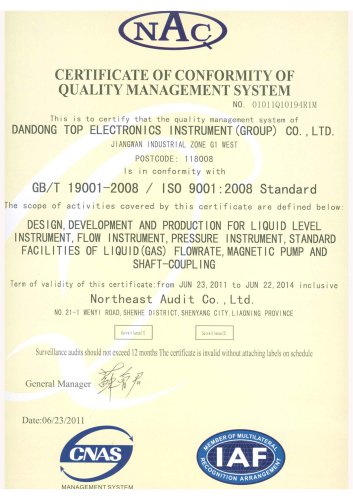 NAC
CERTIFICATE OF CONFORMITY OF
QUALITY MANAGEMENT SYSTEM
NO. 01011Q10194R1M
This is to certify that the quality management system of
DANDONG TOP ELECTRONICS INSTRUMENT(GROUP) CO.,LTD.
JIANGWAN INDUSTRIAL ZONE G1 WEST
POSTCODE: 118008
Is in conformity with
GB/T 19001-2008 / ISO 9001:2008 Standard
The scope of activities covered by this certificate are defined below:
DESIGN, DEVELOPMENT AND PRODUCTION FOR LIQUID LEVEL
INSTRUMENT, FLOW INSTRUMENT, PRESSURE INSTRUMENT, STANDARD
FACILITIES OF LIQUID(GAS) FLOWRATE, MAGNETIC PUMP AND
SHAFT-COUPLING
Term of validity of this certificate:from JUN 23, 2011 to JUN 22, 2014 inclusive
Northeast Audit Co., Ltd.
NO. 21-1 WENYI ROAD, SHENHE DISTRICT, SHENYANG CITY, LIAONING PROVINCE
Surveillance audits should not exceed 12 months The certificate is invalid without attaching labels on schedule
General Manager
Date:06/23/2011
CNAS
MANAGEMENT SYSTEM
MEMBER OF MULTILATERAL
IAF
RECOGNITION ARRANGEMENT